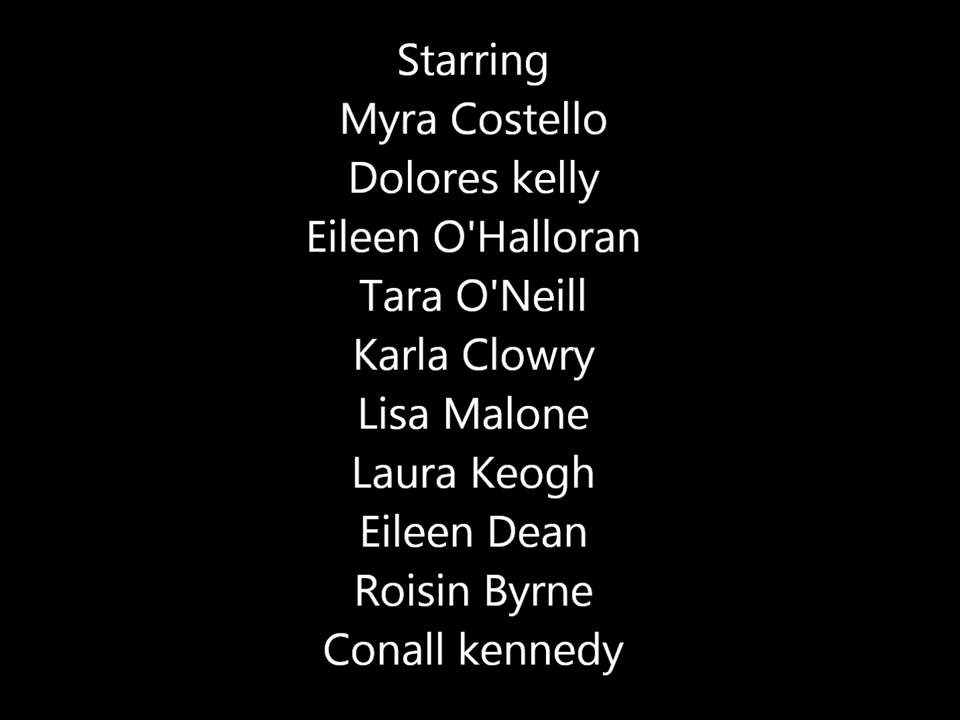 Starring
Myra Costello
Dolores kelly
Eileen O'Halloran
Tara O'Neill
Karla Clowry
Lisa Malone
Laura Keogh
Eileen Dean
Roisin Byrne
Conall kennedy